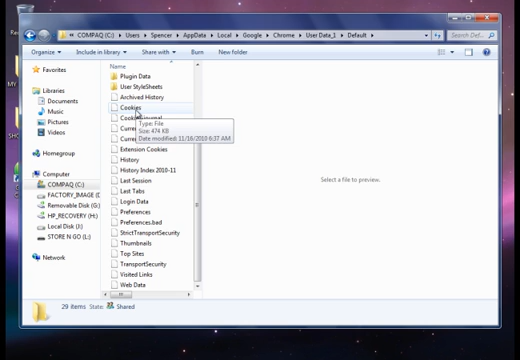 COMPAQ (C:) ▸ Users ▸ Spencer ▸ AppData ▸ Local ▸ Google ▸ Chrome ▸ User Data_1 ▸ Default ▸
Search Def...
Organize
Include in library
Share with
Burn
New folder
Favorites
Libraries
Documents
Music
Pictures
Videos
Homegroup
Computer
COMPAQ (C:)
FACTORY_IMAGE (D
Removable Disk (G:)
HP_RECOVERY (H:)
Local Disk (I:)
STORE N GO (L:)
Network
Name
Plugin Data
User StyleSheets
Archived History
Cookies
Type: File
Size: 474 KB
Date modified: 11/16/2010 6:37 AM
Extension Cookies
History
History Index 2010-11
Last Session
Last Tabs
Login Data
Preferences
Preferences.bad
StrictTransportSecurity
Thumbnails
Top Sites
TransportSecurity
Visited Links
Web Data
Select a file to preview.
29 items
State:
Shared